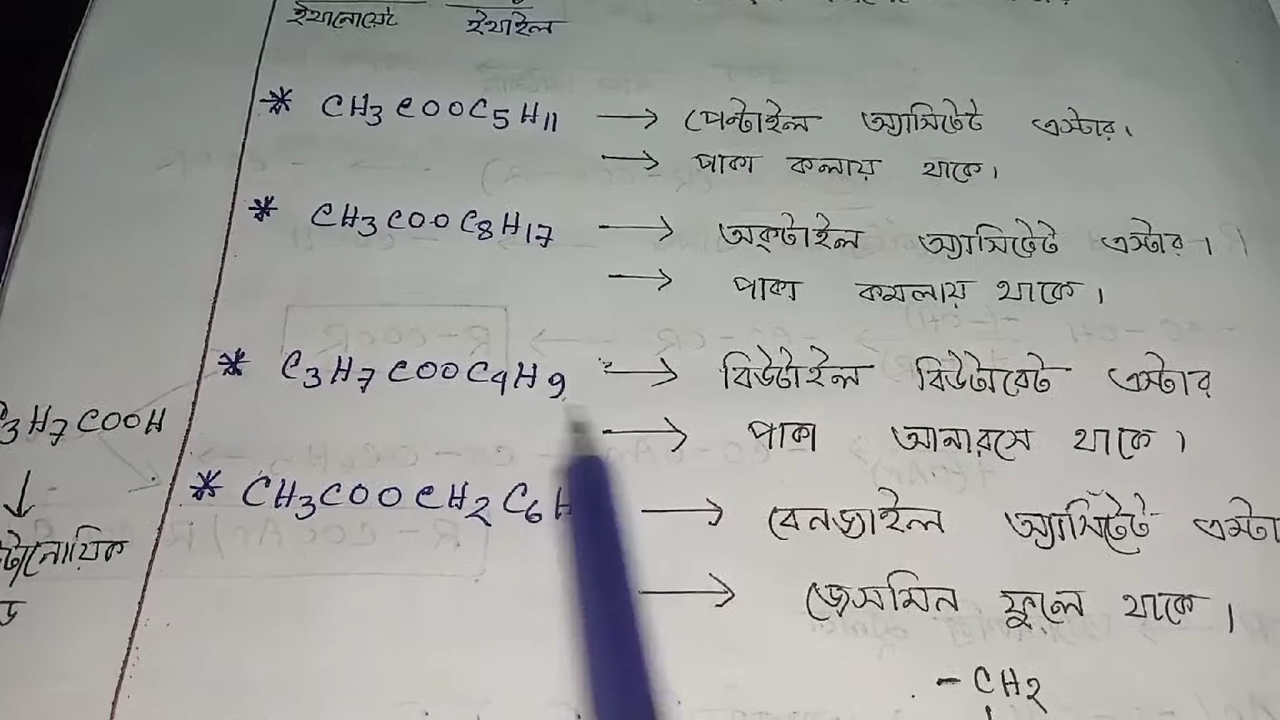 ইথানোয়েট ইথাইল
* CH3COOC5H11 → পেন্টাইল অ্যাসিটেট এস্টার।
→ পাকা কলায় থাকে।
* CH3COOC8H17 → অক্‌টাইল অ্যাসিটেট এস্টার।
→ পাকা কমলায় থাকে।
* C3H7COOC4H9 → বিউটাইল বিউটারেট এস্টার
→ পাকা আনারসে থাকে।
C3H7COOH
↓
* CH3COOCH2C6H → বেনজাইল অ্যাসিটেট এস্টা
→ জেসমিন ফুলে থাকে।
-CH2